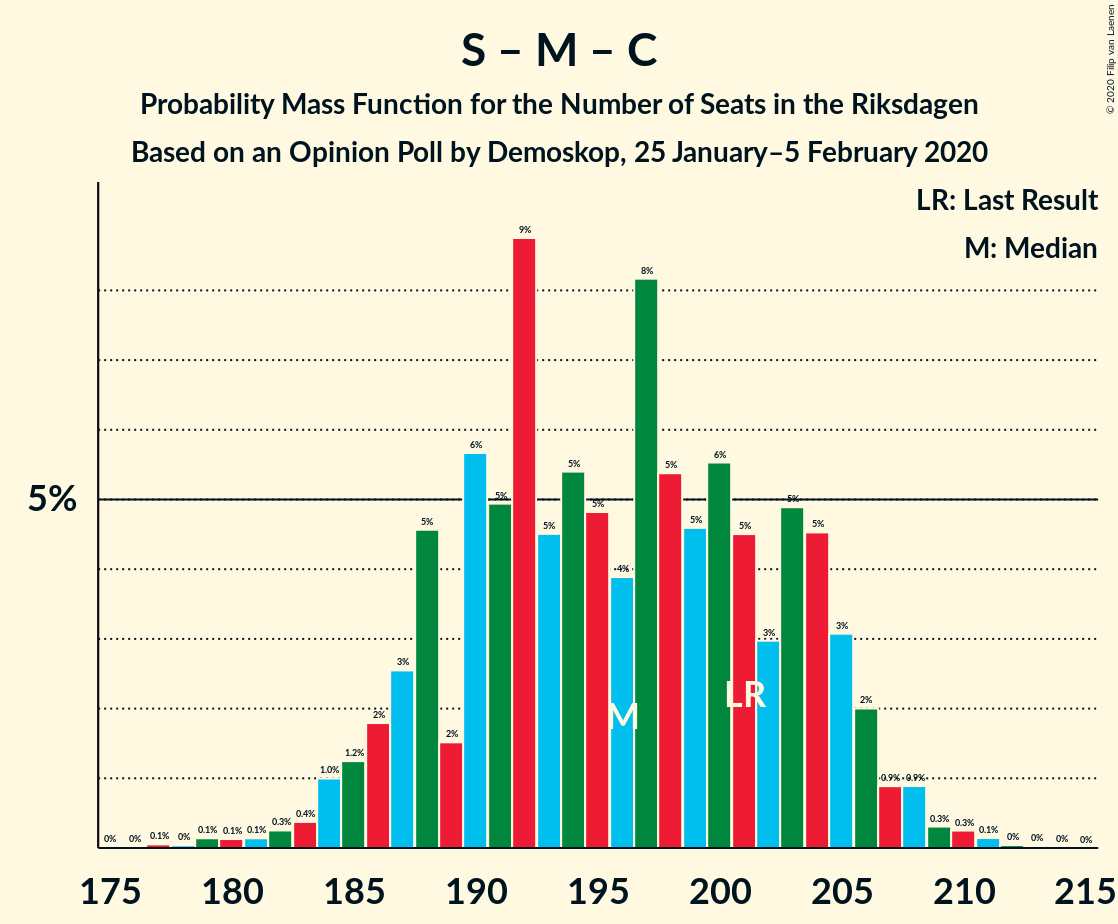 S – M – C
Probability Mass Function for the Number of Seats in the Riksdagen
Based on an Opinion Poll by Demoskop, 25 January–5 February 2020
© 2020 Filip van Laenen
LR: Last Result
M: Median
5%
0% 0% 0.1% 0% 0.1% 0.1% 0.1% 0.3% 0.4% 1.0% 1.2% 2% 3% 5% 2% 6% 5% 9% 5% 5% 5% 4% 8% 5% 5% 6% 5% 3% 5% 5% 3% 2% 0.9% 0.9% 0.3% 0.3% 0.1% 0% 0% 0% 0%
M
LR
175 180 185 190 195 200 205 210 215